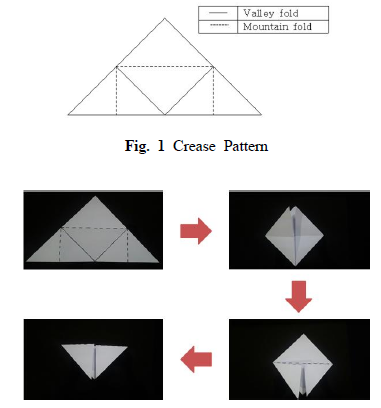 Valley fold
Mountain fold
Fig. 1 Crease Pattern